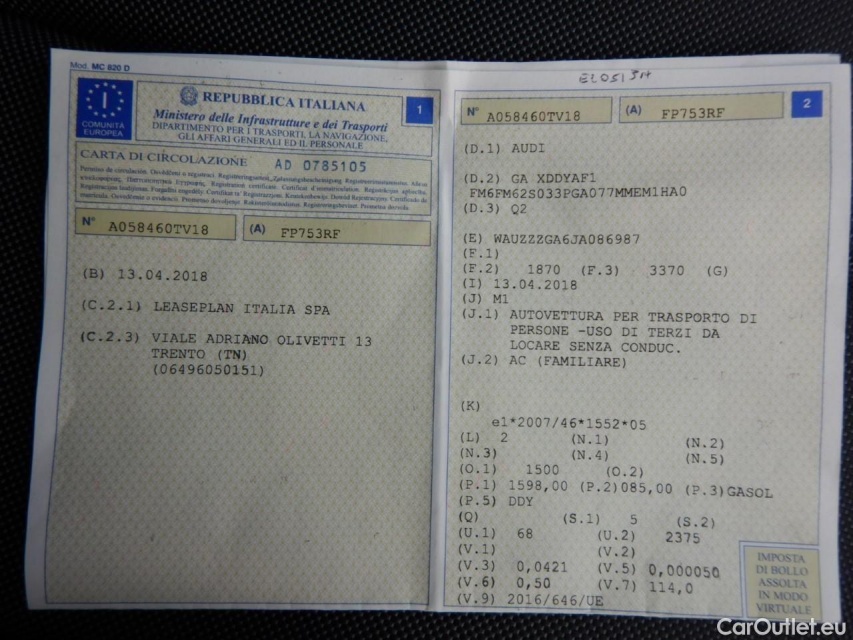 Mod. MC 820 D
I
COMUNITÀ
EUROPEA
REPUBBLICA ITALIANA
1
Ministero delle Infrastrutture e dei Trasporti
DIPARTIMENTO PER I TRASPORTI, LA NAVIGAZIONE,
GLI AFFARI GENERALI ED IL PERSONALE
CARTA DI CIRCOLAZIONE AD 0785105
N° A058460TV18 (A) FP753RF
(B) 13.04.2018
(C.2.1) LEASEPLAN ITALIA SPA
(C.2.3) VIALE ADRIANO OLIVETTI 13
TRENTO (TN)
(06496050151)
N° A058460TV18 (A) FP753RF 2
(D.1) AUDI
(D.2) GA XDDYAF1
FM6FM62S033PGA077MMEM1HA0
(D.3) Q2
(E) WAUZZZGA6JA086987
(F.1)
(F.2) 1870 (F.3) 3370 (G)
(I) 13.04.2018
(J) M1
(J.1) AUTOVETTURA PER TRASPORTO DI
PERSONE -USO DI TERZI DA
LOCARE SENZA CONDUC.
(J.2) AC (FAMILIARE)
(K)
e1*2007/46*1552*05
(L) 2 (N.1) (N.2)
(N.3) (N.4) (N.5)
(O.1) 1500 (O.2)
(P.1) 1598,00 (P.2)085,00 (P.3)GASOL
(P.5) DDY
(Q) (S.1) 5 (S.2)
(U.1) 68 (U.2) 2375
(V.1) (V.2)
(V.3) 0,0421 (V.5) 0,000050
(V.6) 0,50 (V.7) 114,0
(V.9) 2016/646/UE
IMPOSTA
DI BOLLO
ASSOLTA
IN MODO
VIRTUALE
CarOutlet.eu